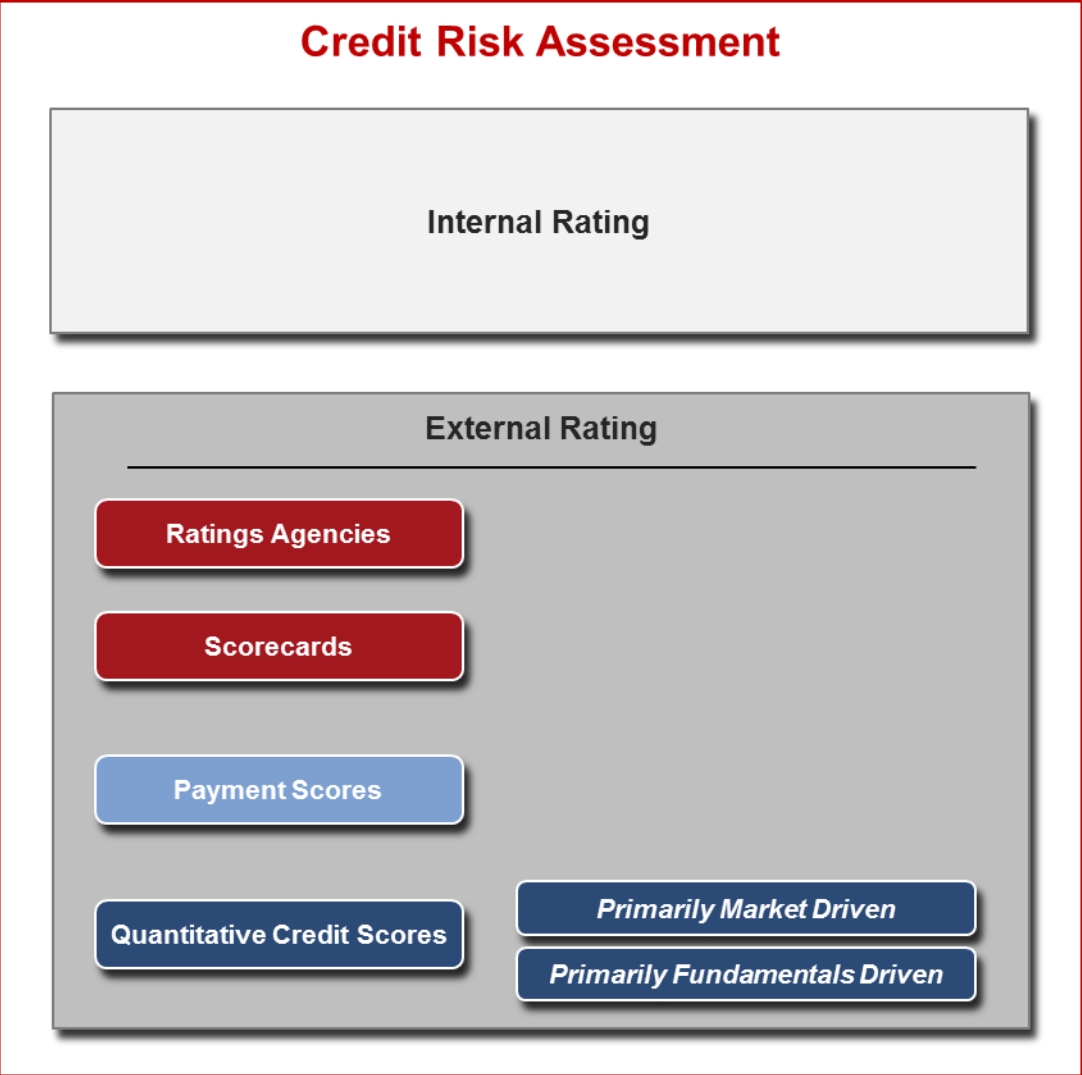 Credit Risk Assessment
Internal Rating
External Rating
Ratings Agencies
Scorecards
Payment Scores
Quantitative Credit Scores
Primarily Market Driven
Primarily Fundamentals Driven